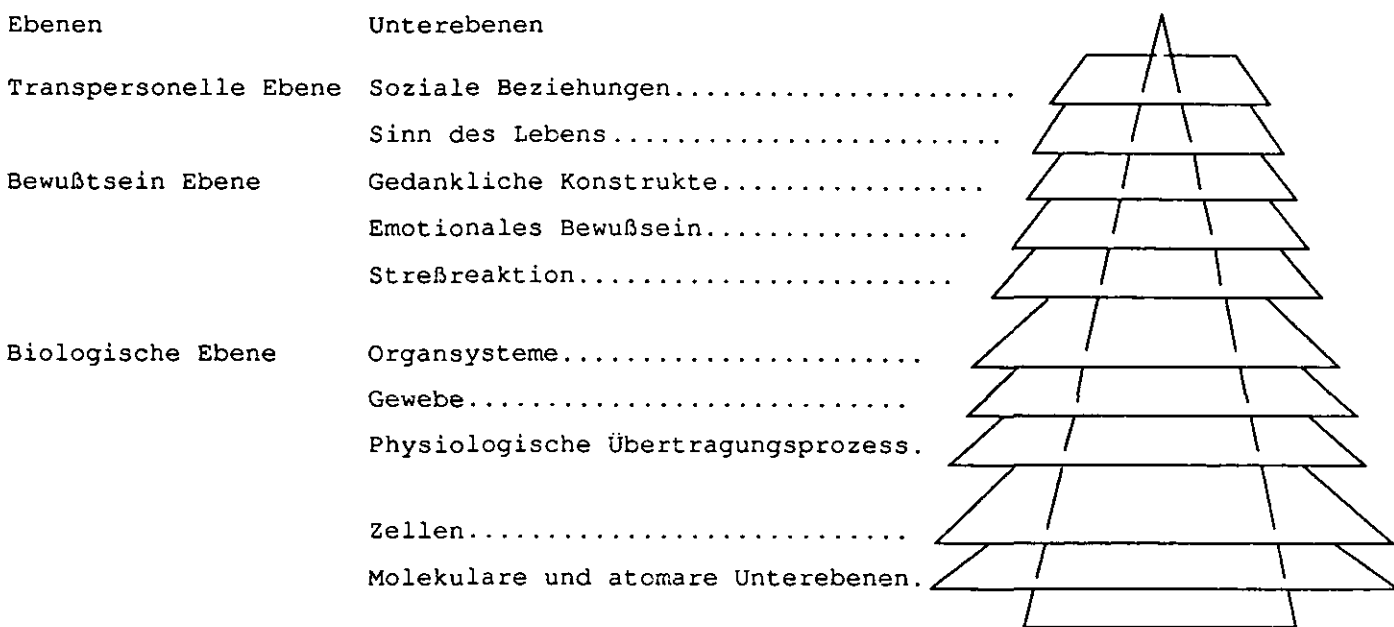 Ebenen Unterebenen
Transpersonelle Ebene Soziale Beziehungen......................
Sinn des Lebens.........................
Bewußtsein Ebene Gedankliche Konstrukte.................
Emotionales Bewußsein.................
Streßreaktion........................
Biologische Ebene Organsysteme.......................
Gewebe............................
Physiologische Übertragungsprozess.
Zellen............................
Molekulare und atomare Unterebenen.